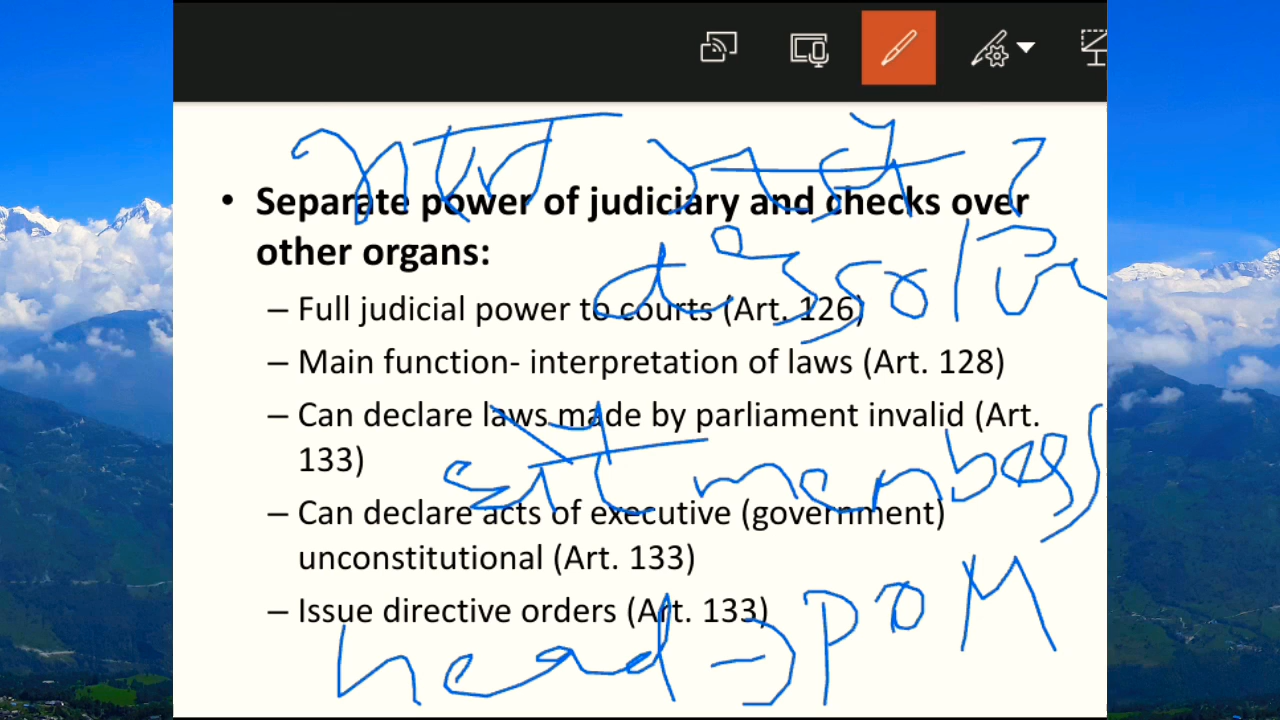 • Separate power of judiciary and checks over
other organs:
dissolve
– Full judicial power to courts (Art. 126)
– Main function- interpretation of laws (Art. 128)
– Can declare laws made by parliament invalid (Art.
133)
members
– Can declare acts of executive (government)
unconstitutional (Art. 133)
– Issue directive orders (Art. 133)
head → P.M